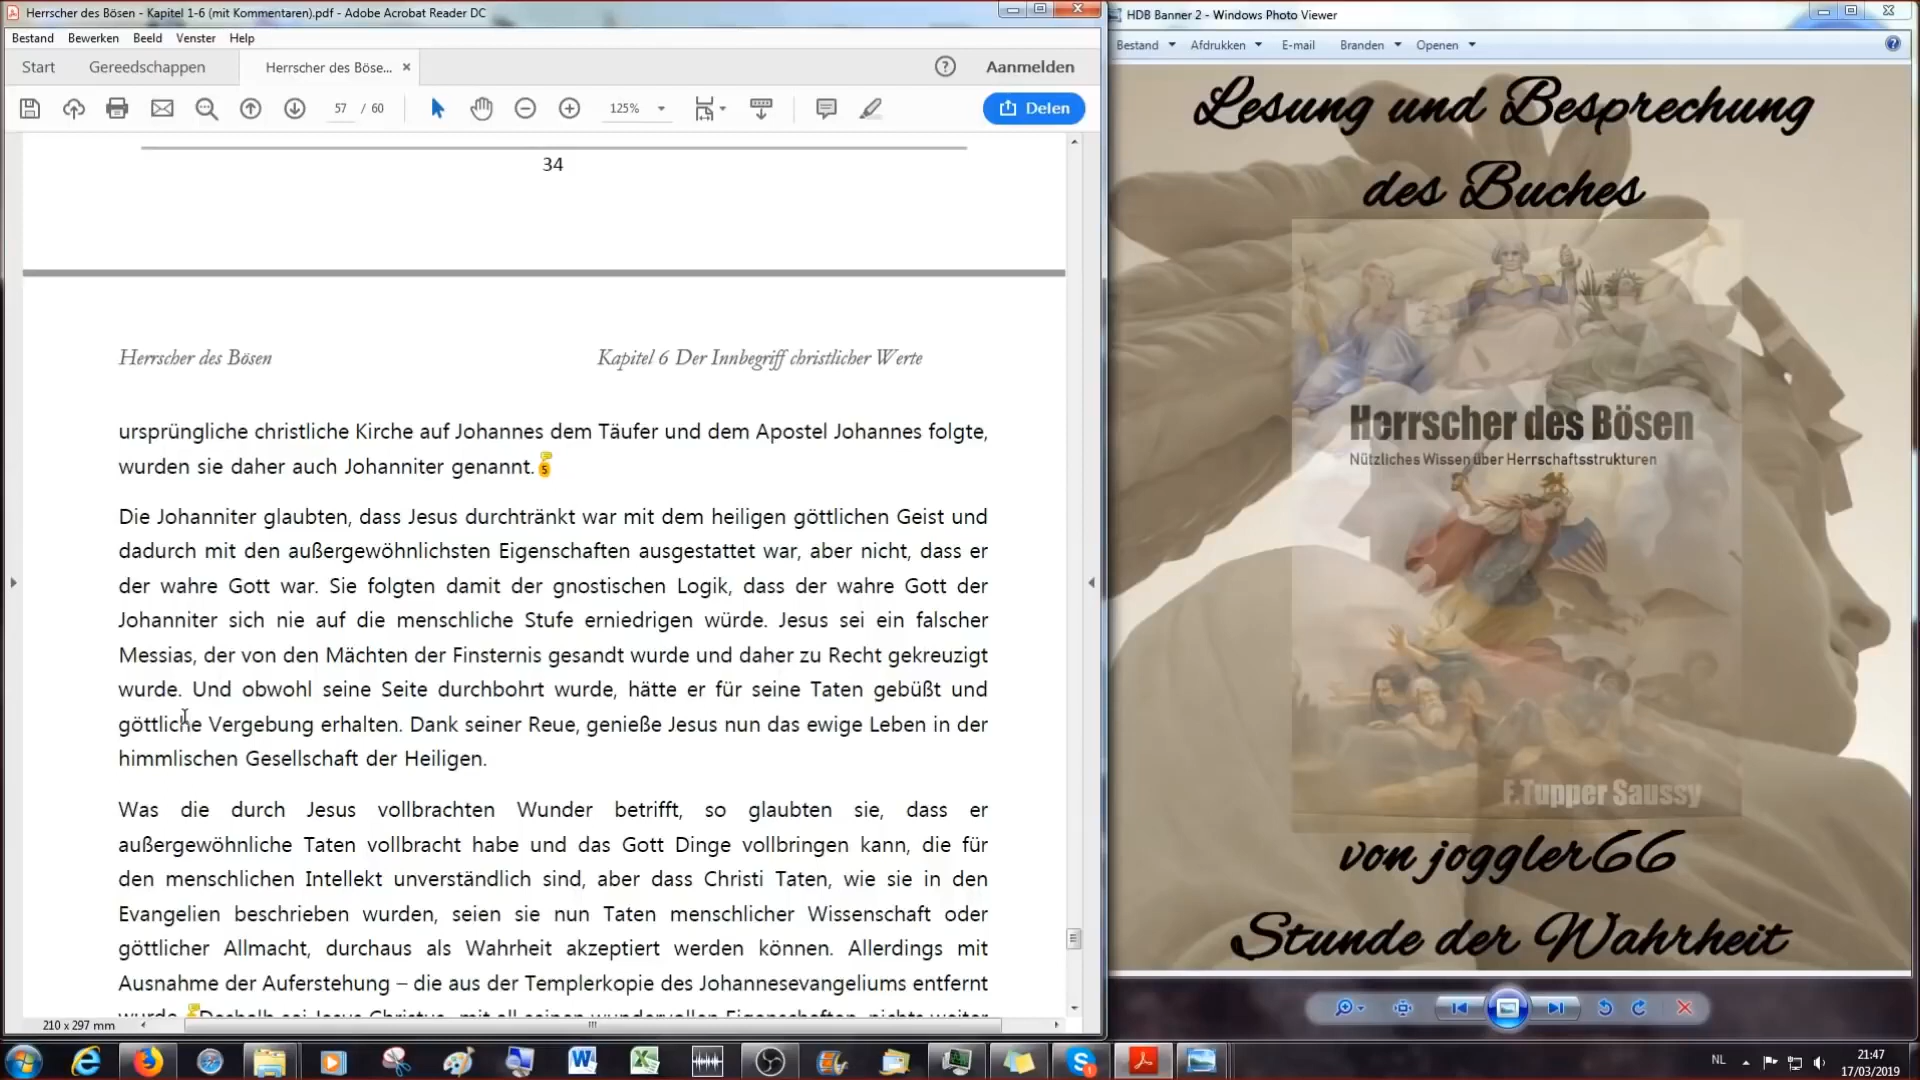 Herrscher des Bösen - Kapitel 1-6 (mit Kommentaren).pdf - Adobe Acrobat Reader DC
Bestand Bewerken Beeld Venster Help
Start Gereedschappen Herrscher des Böse... × Aanmelden
57 / 60 125% Delen
34
Herrscher des Bösen Kapitel 6 Der Innbegriff christlicher Werte
ursprüngliche christliche Kirche auf Johannes dem Täufer und dem Apostel Johannes folgte,
wurden sie daher auch Johanniter genannt. 5
Die Johanniter glaubten, dass Jesus durchtränkt war mit dem heiligen göttlichen Geist und
dadurch mit den außergewöhnlichsten Eigenschaften ausgestattet war, aber nicht, dass er
der wahre Gott war. Sie folgten damit der gnostischen Logik, dass der wahre Gott der
Johanniter sich nie auf die menschliche Stufe erniedrigen würde. Jesus sei ein falscher
Messias, der von den Mächten der Finsternis gesandt wurde und daher zu Recht gekreuzigt
wurde. Und obwohl seine Seite durchbohrt wurde, hätte er für seine Taten gebüßt und
göttliche Vergebung erhalten. Dank seiner Reue, genieße Jesus nun das ewige Leben in der
himmlischen Gesellschaft der Heiligen.
Was die durch Jesus vollbrachten Wunder betrifft, so glaubten sie, dass er
außergewöhnliche Taten vollbracht habe und das Gott Dinge vollbringen kann, die für
den menschlichen Intellekt unverständlich sind, aber dass Christi Taten, wie sie in den
Evangelien beschrieben wurden, seien sie nun Taten menschlicher Wissenschaft oder
göttlicher Allmacht, durchaus als Wahrheit akzeptiert werden können. Allerdings mit
Ausnahme der Auferstehung – die aus der Templerkopie des Johannesevangeliums entfernt
wurde. Deshalb sei Jesus Christus, mit all seinen wundervollen Eigenschaften, nichts weiter
210 x 297 mm
HDB Banner 2 - Windows Photo Viewer
Bestand Afdrukken E-mail Branden Openen
Lesung und Besprechung
des Buches
Herrscher des Bösen
Nützliches Wissen über Herrschaftsstrukturen
F.Tupper Saussy
von joggler66
Stunde der Wahrheit
NL 21:47
17/03/2019